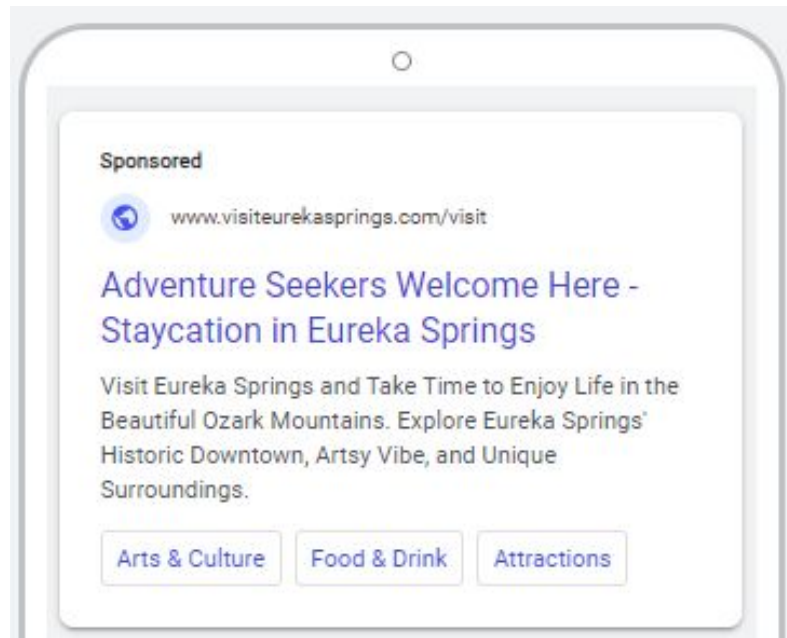 Sponsored
www.visiteurekasprings.com/visit
Adventure Seekers Welcome Here -
Staycation in Eureka Springs
Visit Eureka Springs and Take Time to Enjoy Life in the
Beautiful Ozark Mountains. Explore Eureka Springs'
Historic Downtown, Artsy Vibe, and Unique
Surroundings.
Arts & Culture
Food & Drink
Attractions